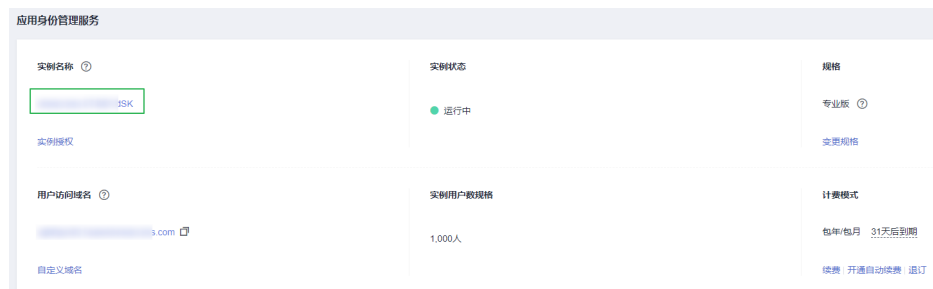 应用身份管理服务
实例名称 实例状态 规格
dSK 运行中 专业版
实例授权 变更规格
用户访问域名 实例用户数规格 计费模式
s.com 1,000人 包年/包月 31天后到期
自定义域名 续费 开通自动续费 退订